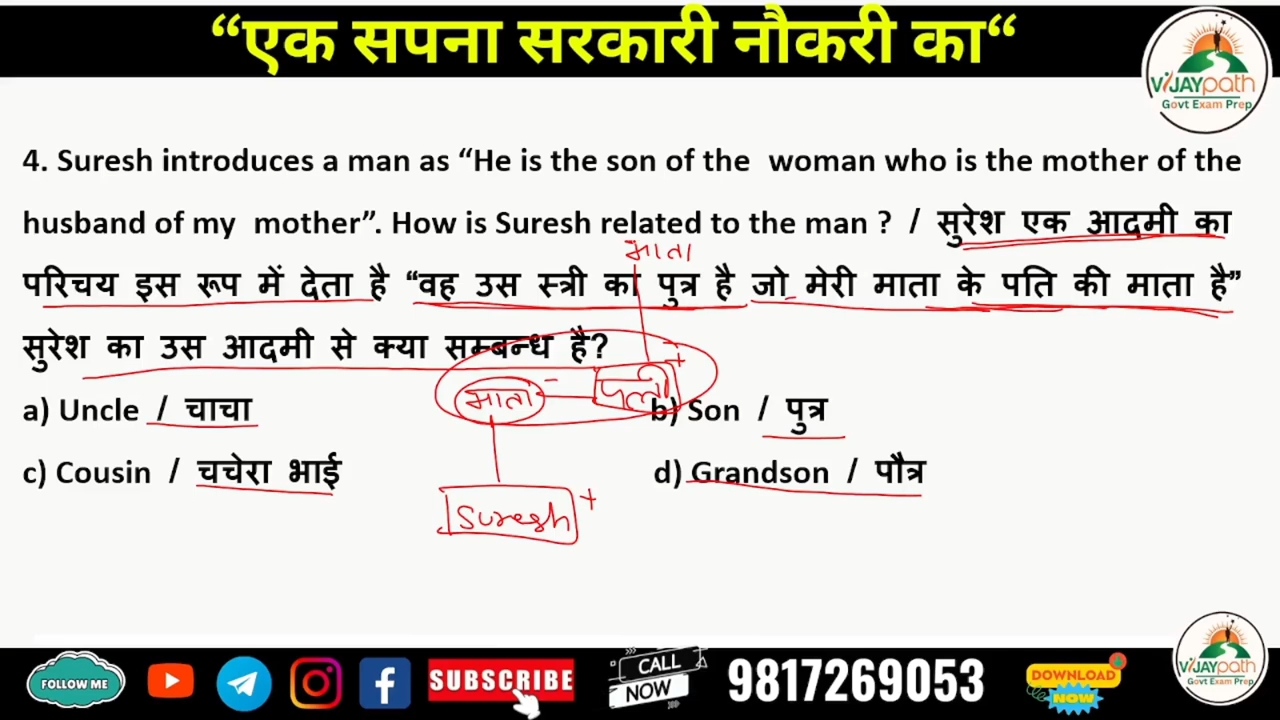 “एक सपना सरकारी नौकरी का“
VIJAYpath
Govt Exam Prep
4. Suresh introduces a man as “He is the son of the woman who is the mother of the
husband of my mother”. How is Suresh related to the man ? / सुरेश एक आदमी का
माता
परिचय इस रूप में देता है “वह उस स्त्री का पुत्र है जो मेरी माता के पति की माता है”
सुरेश का उस आदमी से क्या सम्बन्ध है?
माता
a) Uncle / चाचा
b) Son / पुत्र
c) Cousin / चचेरा भाई
d) Grandson / पौत्र
Suresh +
FOLLOW ME
SUBSCRIBE
CALL
NOW
9817269053
DOWNLOAD
NOW
VIJAYpath
Govt Exam Prep